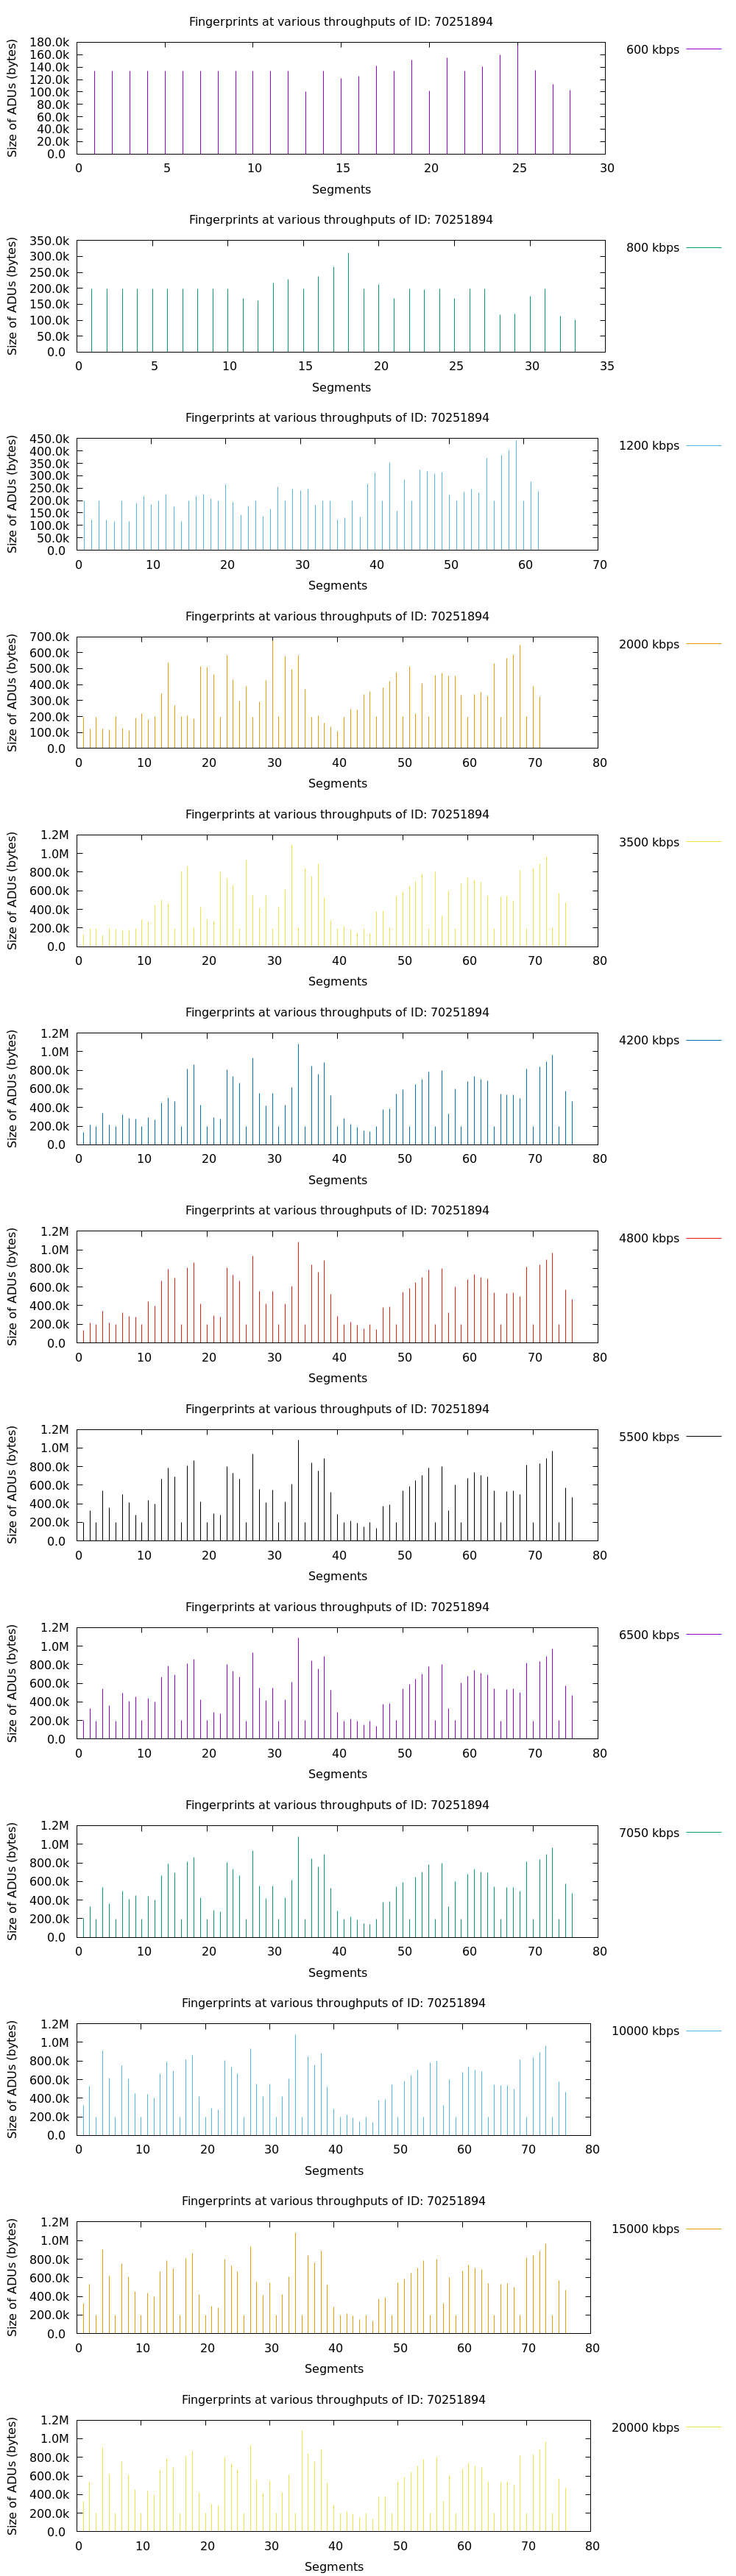 Fingerprints at various throughputs of ID: 70251894
600 kbps
Size of ADUs (bytes)
180.0k
160.0k
140.0k
120.0k
100.0k
80.0k
60.0k
40.0k
20.0k
0.0
0 5 10 15 20 25 30
Segments
Fingerprints at various throughputs of ID: 70251894
800 kbps
Size of ADUs (bytes)
350.0k
300.0k
250.0k
200.0k
150.0k
100.0k
50.0k
0.0
0 5 10 15 20 25 30 35
Segments
Fingerprints at various throughputs of ID: 70251894
1200 kbps
Size of ADUs (bytes)
450.0k
400.0k
350.0k
300.0k
250.0k
200.0k
150.0k
100.0k
50.0k
0.0
0 10 20 30 40 50 60 70
Segments
Fingerprints at various throughputs of ID: 70251894
2000 kbps
Size of ADUs (bytes)
700.0k
600.0k
500.0k
400.0k
300.0k
200.0k
100.0k
0.0
0 10 20 30 40 50 60 70 80
Segments
Fingerprints at various throughputs of ID: 70251894
3500 kbps
Size of ADUs (bytes)
1.2M
1.0M
800.0k
600.0k
400.0k
200.0k
0.0
0 10 20 30 40 50 60 70 80
Segments
Fingerprints at various throughputs of ID: 70251894
4200 kbps
Size of ADUs (bytes)
1.2M
1.0M
800.0k
600.0k
400.0k
200.0k
0.0
0 10 20 30 40 50 60 70 80
Segments
Fingerprints at various throughputs of ID: 70251894
4800 kbps
Size of ADUs (bytes)
1.2M
1.0M
800.0k
600.0k
400.0k
200.0k
0.0
0 10 20 30 40 50 60 70 80
Segments
Fingerprints at various throughputs of ID: 70251894
5500 kbps
Size of ADUs (bytes)
1.2M
1.0M
800.0k
600.0k
400.0k
200.0k
0.0
0 10 20 30 40 50 60 70 80
Segments
Fingerprints at various throughputs of ID: 70251894
6500 kbps
Size of ADUs (bytes)
1.2M
1.0M
800.0k
600.0k
400.0k
200.0k
0.0
0 10 20 30 40 50 60 70 80
Segments
Fingerprints at various throughputs of ID: 70251894
7050 kbps
Size of ADUs (bytes)
1.2M
1.0M
800.0k
600.0k
400.0k
200.0k
0.0
0 10 20 30 40 50 60 70 80
Segments
Fingerprints at various throughputs of ID: 70251894
10000 kbps
Size of ADUs (bytes)
1.2M
1.0M
800.0k
600.0k
400.0k
200.0k
0.0
0 10 20 30 40 50 60 70 80
Segments
Fingerprints at various throughputs of ID: 70251894
15000 kbps
Size of ADUs (bytes)
1.2M
1.0M
800.0k
600.0k
400.0k
200.0k
0.0
0 10 20 30 40 50 60 70 80
Segments
Fingerprints at various throughputs of ID: 70251894
20000 kbps
Size of ADUs (bytes)
1.2M
1.0M
800.0k
600.0k
400.0k
200.0k
0.0
0 10 20 30 40 50 60 70 80
Segments